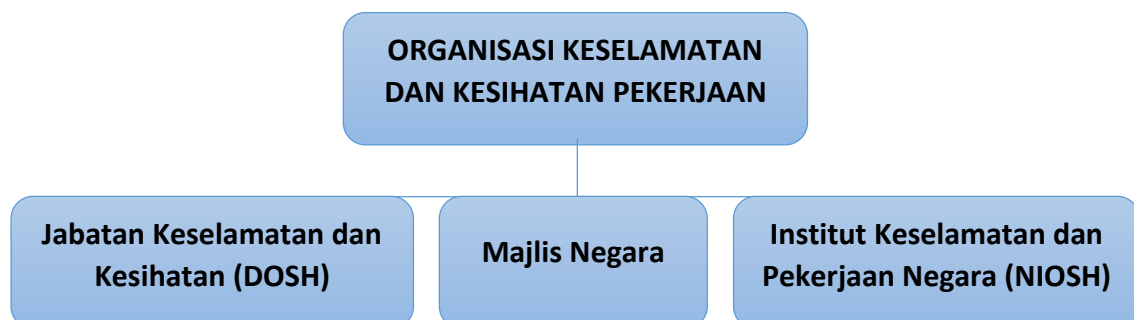 ORGANISASI KESELAMATAN
DAN KESIHATAN PEKERJAAN
Jabatan Keselamatan dan
Kesihatan (DOSH)
Majlis Negara
Institut Keselamatan dan
Pekerjaan Negara (NIOSH)